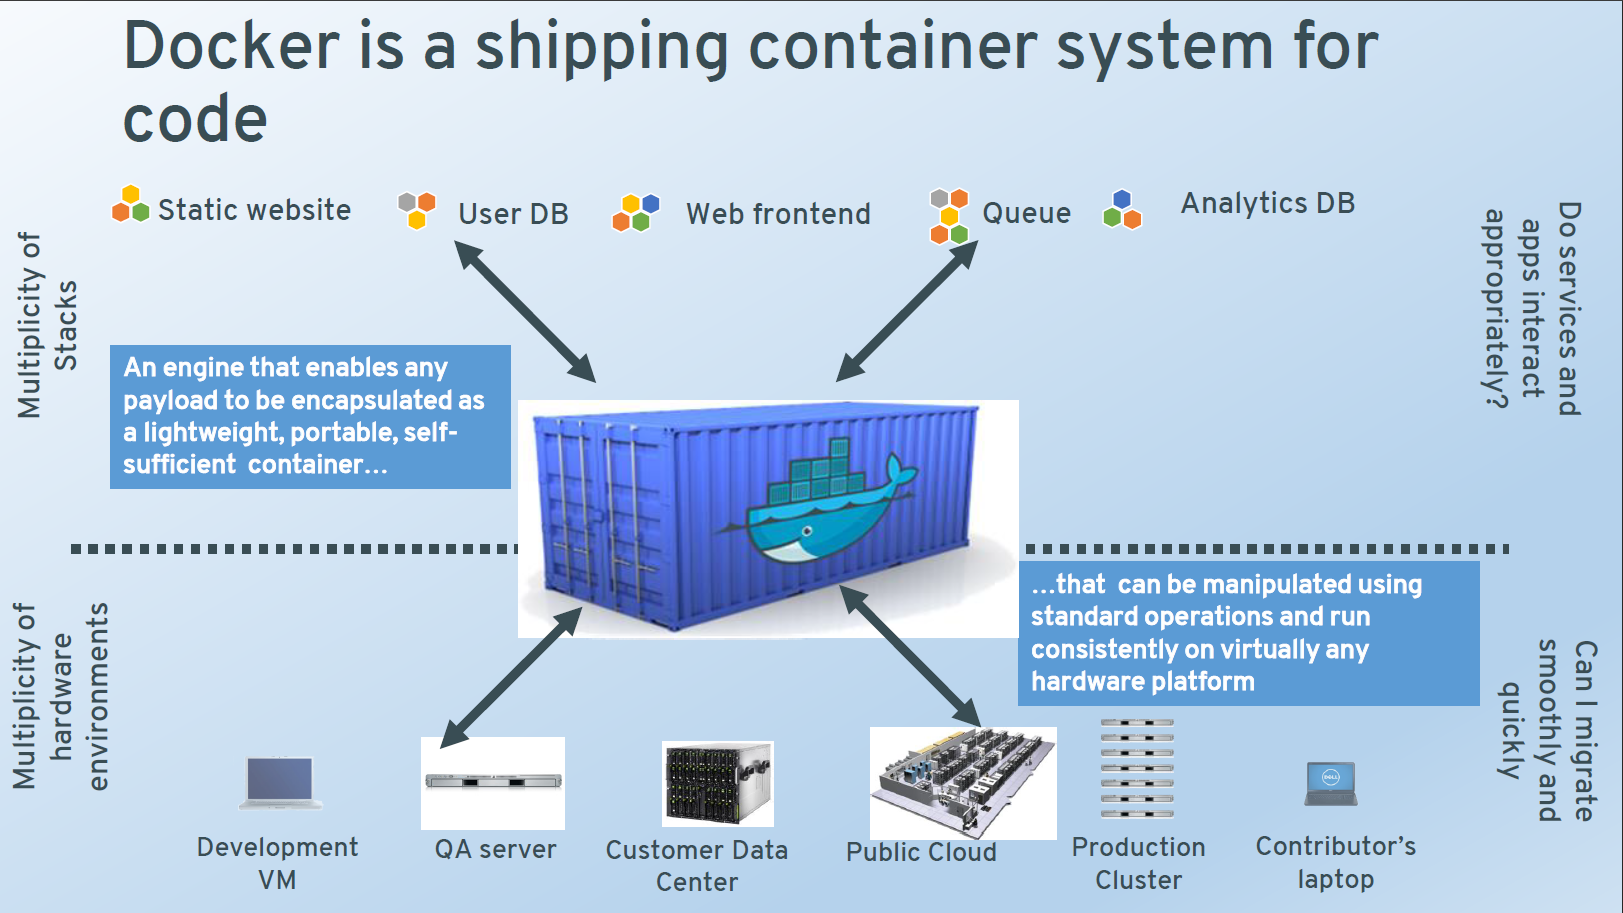 Docker is a shipping container system for
code
Static website
User DB
Web frontend
Queue
Analytics DB
Multiplicity of
Stacks
Do services and
apps interact
appropriately?
An engine that enables any
payload to be encapsulated as
a lightweight, portable, self-
sufficient container...
...that can be manipulated using
standard operations and run
consistently on virtually any
hardware platform
Multiplicity of
hardware
environments
Can I migrate
smoothly and
quickly
DELL
Development
VM
QA server
Customer Data
Center
Public Cloud
Production
Cluster
Contributor's
laptop